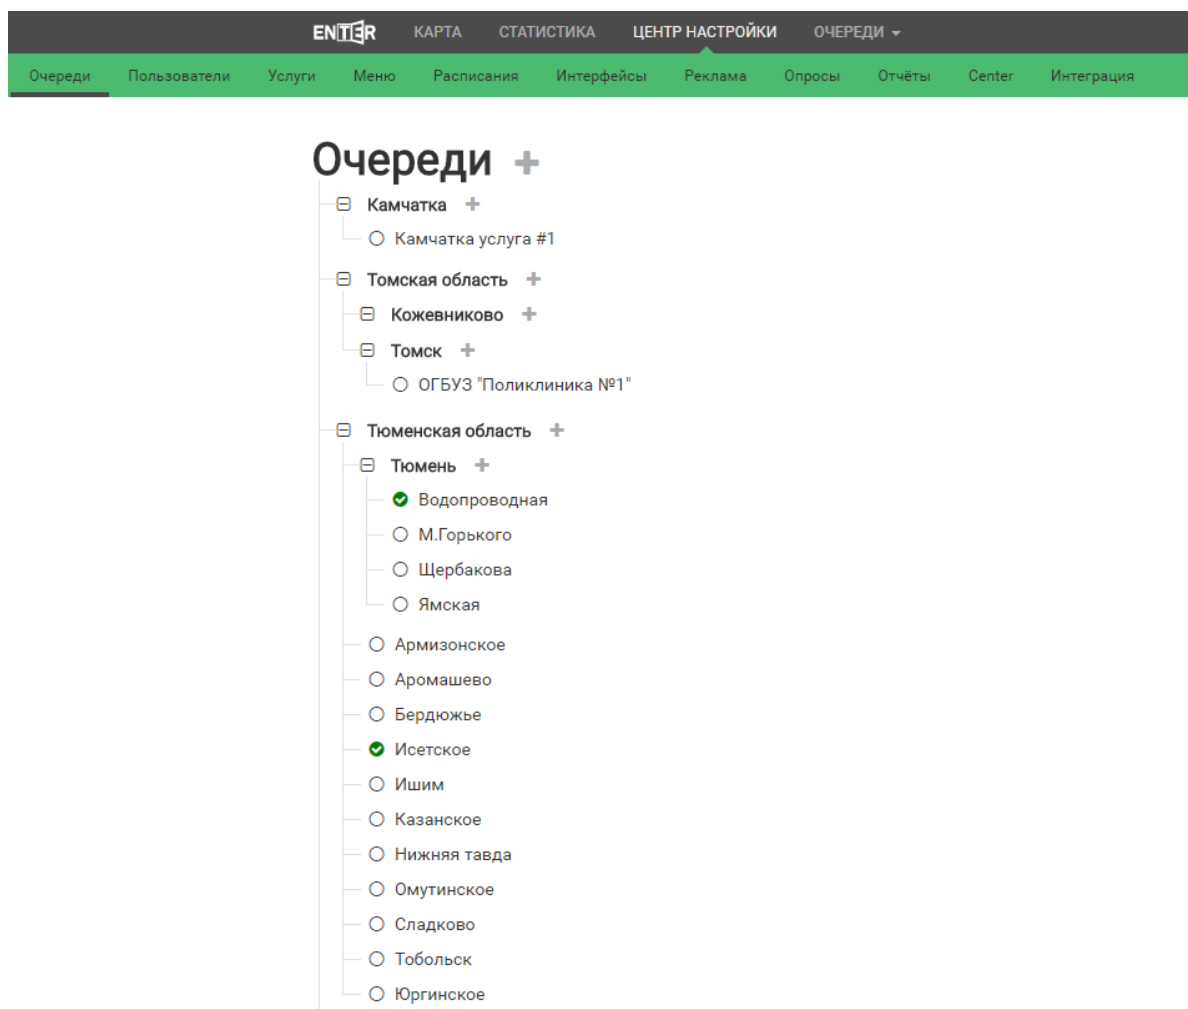 ENTER КАРТА СТАТИСТИКА ЦЕНТР НАСТРОЙКИ ОЧЕРЕДИ
Очереди Пользователи Услуги Меню Расписания Интерфейсы Реклама Опросы Отчёты Center Интеграция
Очереди
Камчатка
Камчатка услуга #1
Томская область
Кожевниково
Томск
ОГБУЗ "Поликлиника №1"
Тюменская область
Тюмень
Водопроводная
М.Горького
Щербакова
Ямская
Армизонское
Аромашево
Бердюжье
Исетское
Ишим
Казанское
Нижняя тавда
Омутинское
Сладково
Тобольск
Юргинское